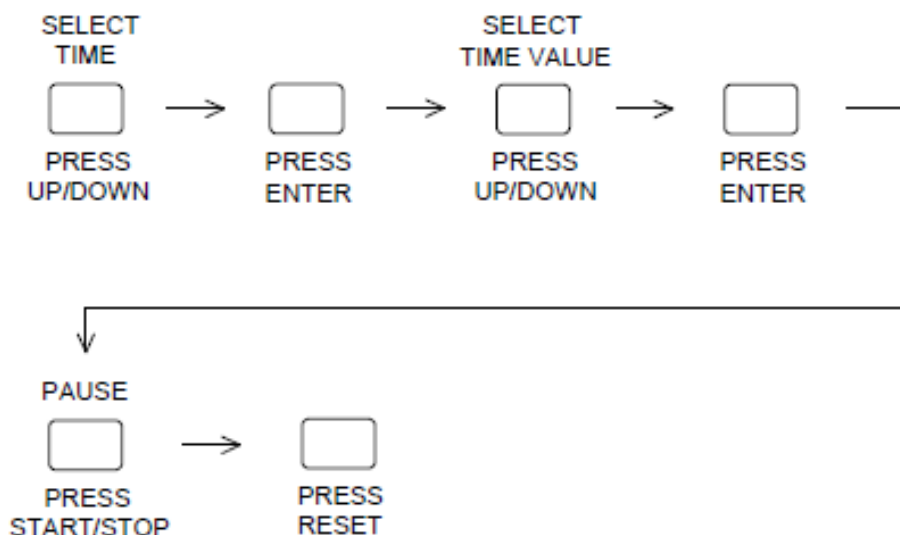 SELECT
TIME
PRESS
UP/DOWN
PRESS
ENTER
SELECT
TIME VALUE
PRESS
UP/DOWN
PRESS
ENTER
PAUSE
PRESS
START/STOP
PRESS
RESET